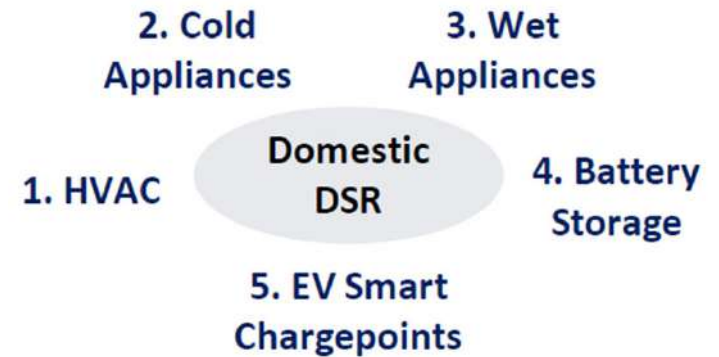 2. Cold
Appliances
3. Wet
Appliances
Domestic
DSR
1. HVAC
4. Battery
Storage
5. EV Smart
Chargepoints